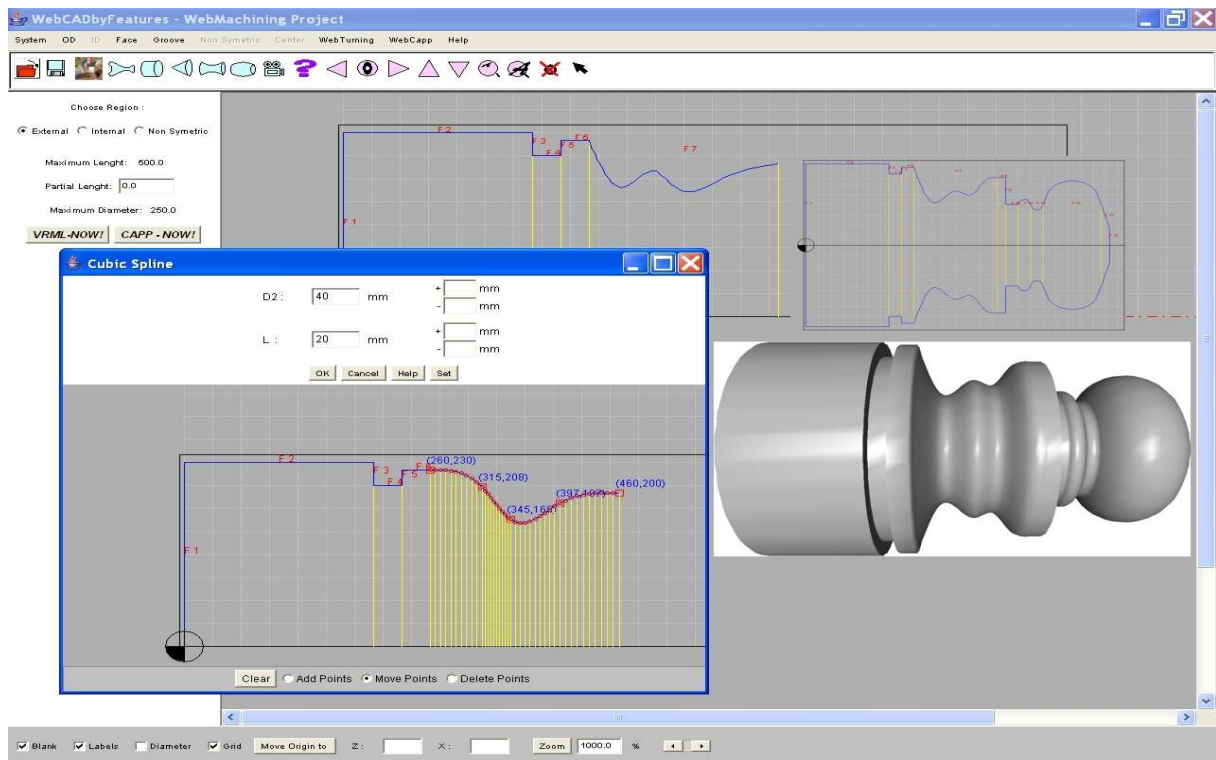 WebCADbyFeatures - WebMachining Project
System OD ID Face Groove Non Symetric Center WebTurning WebCapp Help
Choose Region :
External Internal Non Symetric
Maximum Lenght: 500.0
Partial Lenght: 0.0
Maximum Diameter: 250.0
VRML-NOW! CAPP - NOW!
F 2
F 3
F 4
F 5
F 6
F 7
F 1
Cubic Spline
D2 : 40 mm + mm
- mm
L : 20 mm + mm
- mm
OK Cancel Help Set
F 2
F 3
F 4
F 5
(260,230)
(315,208)
(345,165)
(460,200)
F 1
Clear Add Points Move Points Delete Points
Blank Labels Diameter Grid Move Origin to Z : X : Zoom 1000.0 %